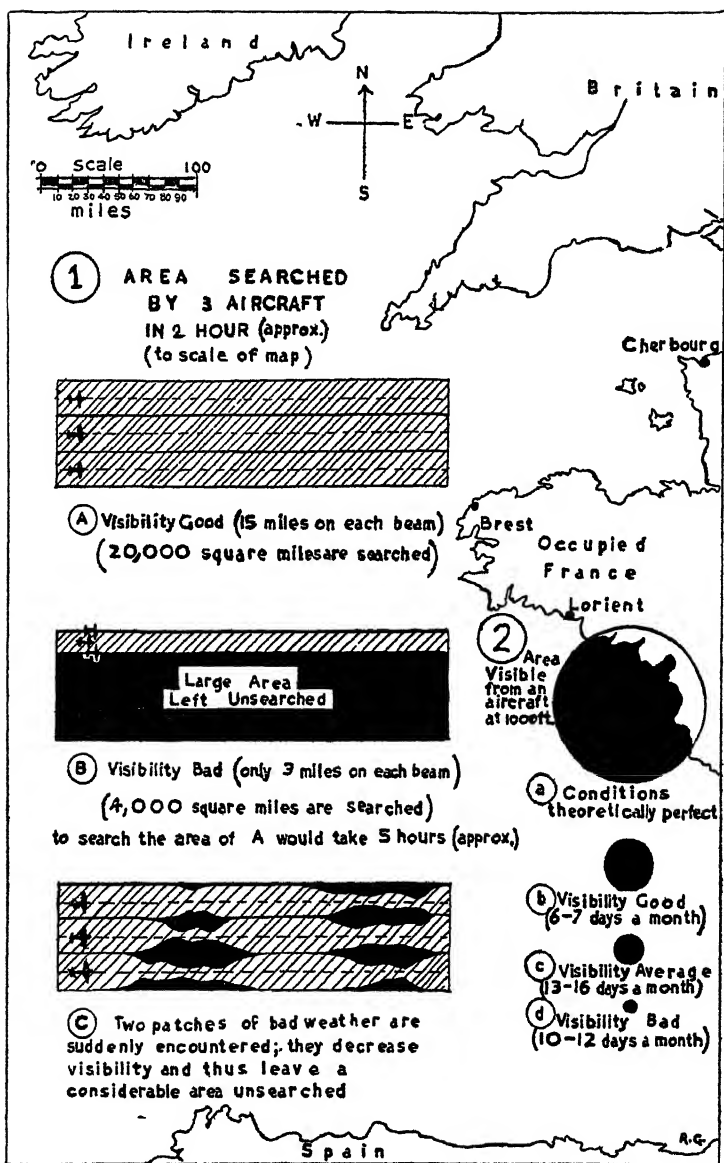 Ireland
Britain
N
W E
S
0 scale 100
10 20 30 40 50 60 70 80 90
miles
1 AREA SEARCHED
BY 3 AIRCRAFT
IN 2 HOUR (approx.)
(to scale of map)
Cherbourg
A Visibility Good (15 miles on each beam)
(20,000 square miles are searched)
Brest
Occupied
France
Lorient
2 Area
Visible
from an
aircraft
at 1000ft.
Large Area
Left Unsearched
B Visibility Bad (only 3 miles on each beam)
(4,000 square miles are searched)
to search the area of A would take 5 hours (approx.)
a Conditions
theoretically perfect
b Visibility Good
(6-7 days a month)
c Visibility Average
(13-16 days a month)
d Visibility Bad
(10-12 days a month)
C Two patches of bad weather are
suddenly encountered; they decrease
visibility and thus leave a
considerable area unsearched
Spain
R.G.